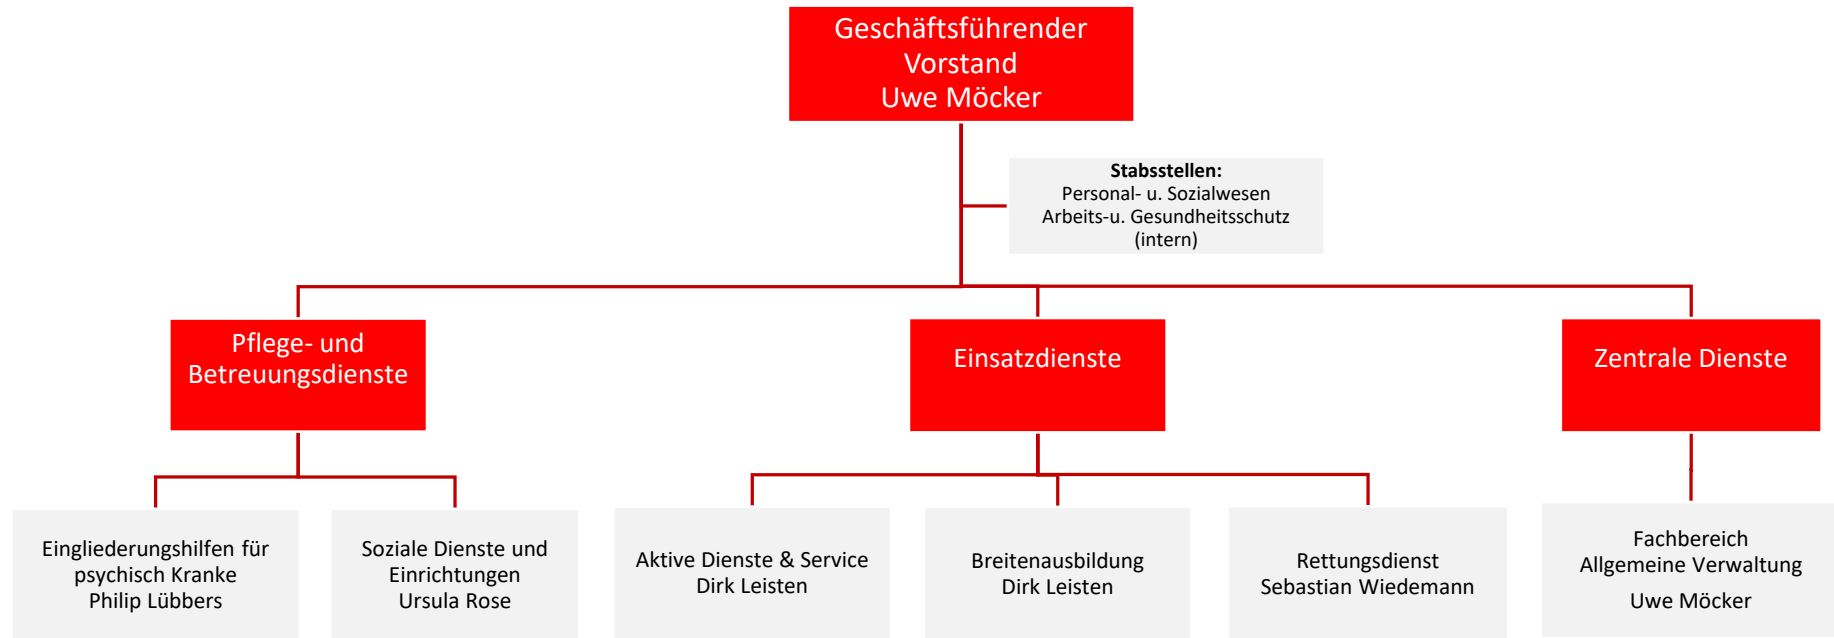 Geschäftsführender
Vorstand
Uwe Möcker
Stabsstellen:
Personal- u. Sozialwesen
Arbeits-u. Gesundheitsschutz
(intern)
Pflege- und
Betreuungsdienste
Einsatzdienste
Zentrale Dienste
Eingliederungshilfen für
psychisch Kranke
Philip Lübbers
Soziale Dienste und
Einrichtungen
Ursula Rose
Aktive Dienste & Service
Dirk Leisten
Breitenausbildung
Dirk Leisten
Rettungsdienst
Sebastian Wiedemann
Fachbereich
Allgemeine Verwaltung
Uwe Möcker